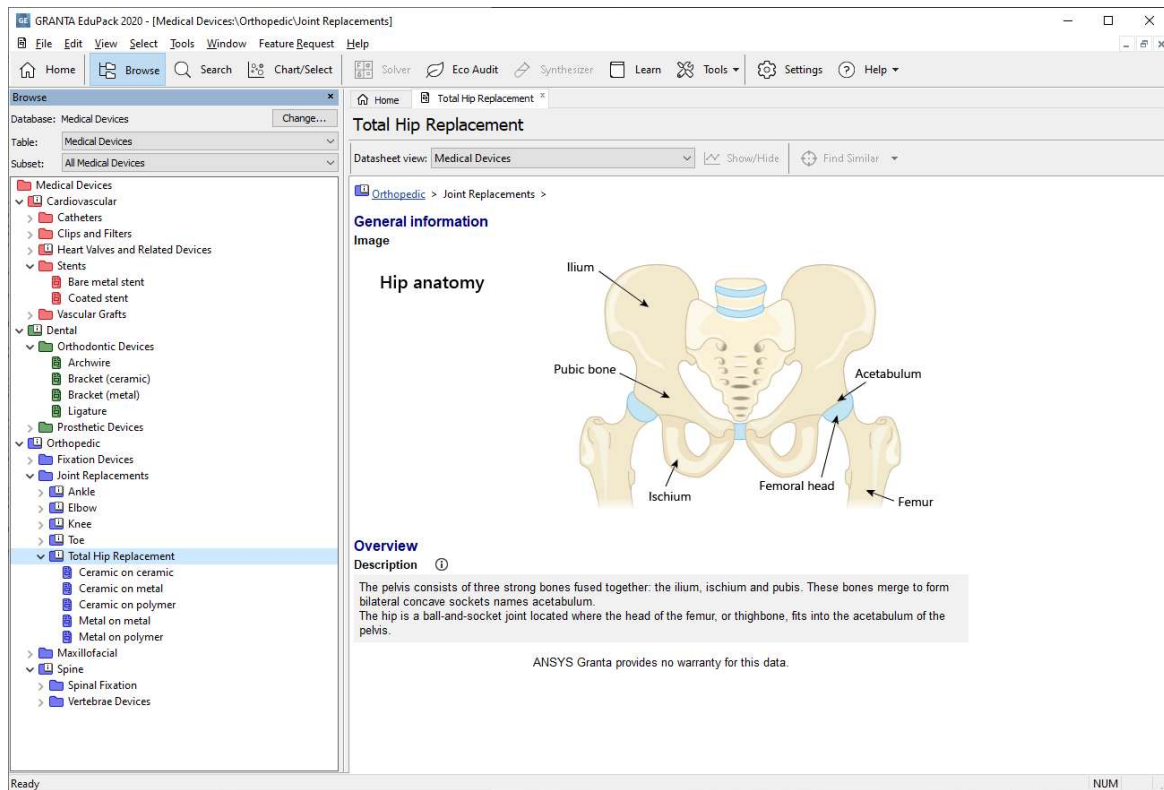 GRANTA EduPack 2020 - [Medical Devices:\Orthopedic\Joint Replacements]
File Edit View Select Tools Window Feature Request Help
Home Browse Search Chart/Select Solver Eco Audit Synthesizer Learn Tools Settings Help
Browse
Database: Medical Devices Change...
Table: Medical Devices
Subset: All Medical Devices
Medical Devices
Cardiovascular
Catheters
Clips and Filters
Heart Valves and Related Devices
Stents
Bare metal stent
Coated stent
Vascular Grafts
Dental
Orthodontic Devices
Archwire
Bracket (ceramic)
Bracket (metal)
Ligature
Prosthetic Devices
Orthopedic
Fixation Devices
Joint Replacements
Ankle
Elbow
Knee
Toe
Total Hip Replacement
Ceramic on ceramic
Ceramic on metal
Ceramic on polymer
Metal on metal
Metal on polymer
Maxillofacial
Spine
Spinal Fixation
Vertebrae Devices
Home Total Hip Replacement
Total Hip Replacement
Datasheet view: Medical Devices Show/Hide Find Similar
Orthopedic > Joint Replacements >
General information
Image
Hip anatomy
Ilium
Pubic bone
Acetabulum
Femoral head
Ischium
Femur
Overview
Description
The pelvis consists of three strong bones fused together: the ilium, ischium and pubis. These bones merge to form
bilateral concave sockets names acetabulum.
The hip is a ball-and-socket joint located where the head of the femur, or thighbone, fits into the acetabulum of the
pelvis.
ANSYS Granta provides no warranty for this data.
Ready NUM